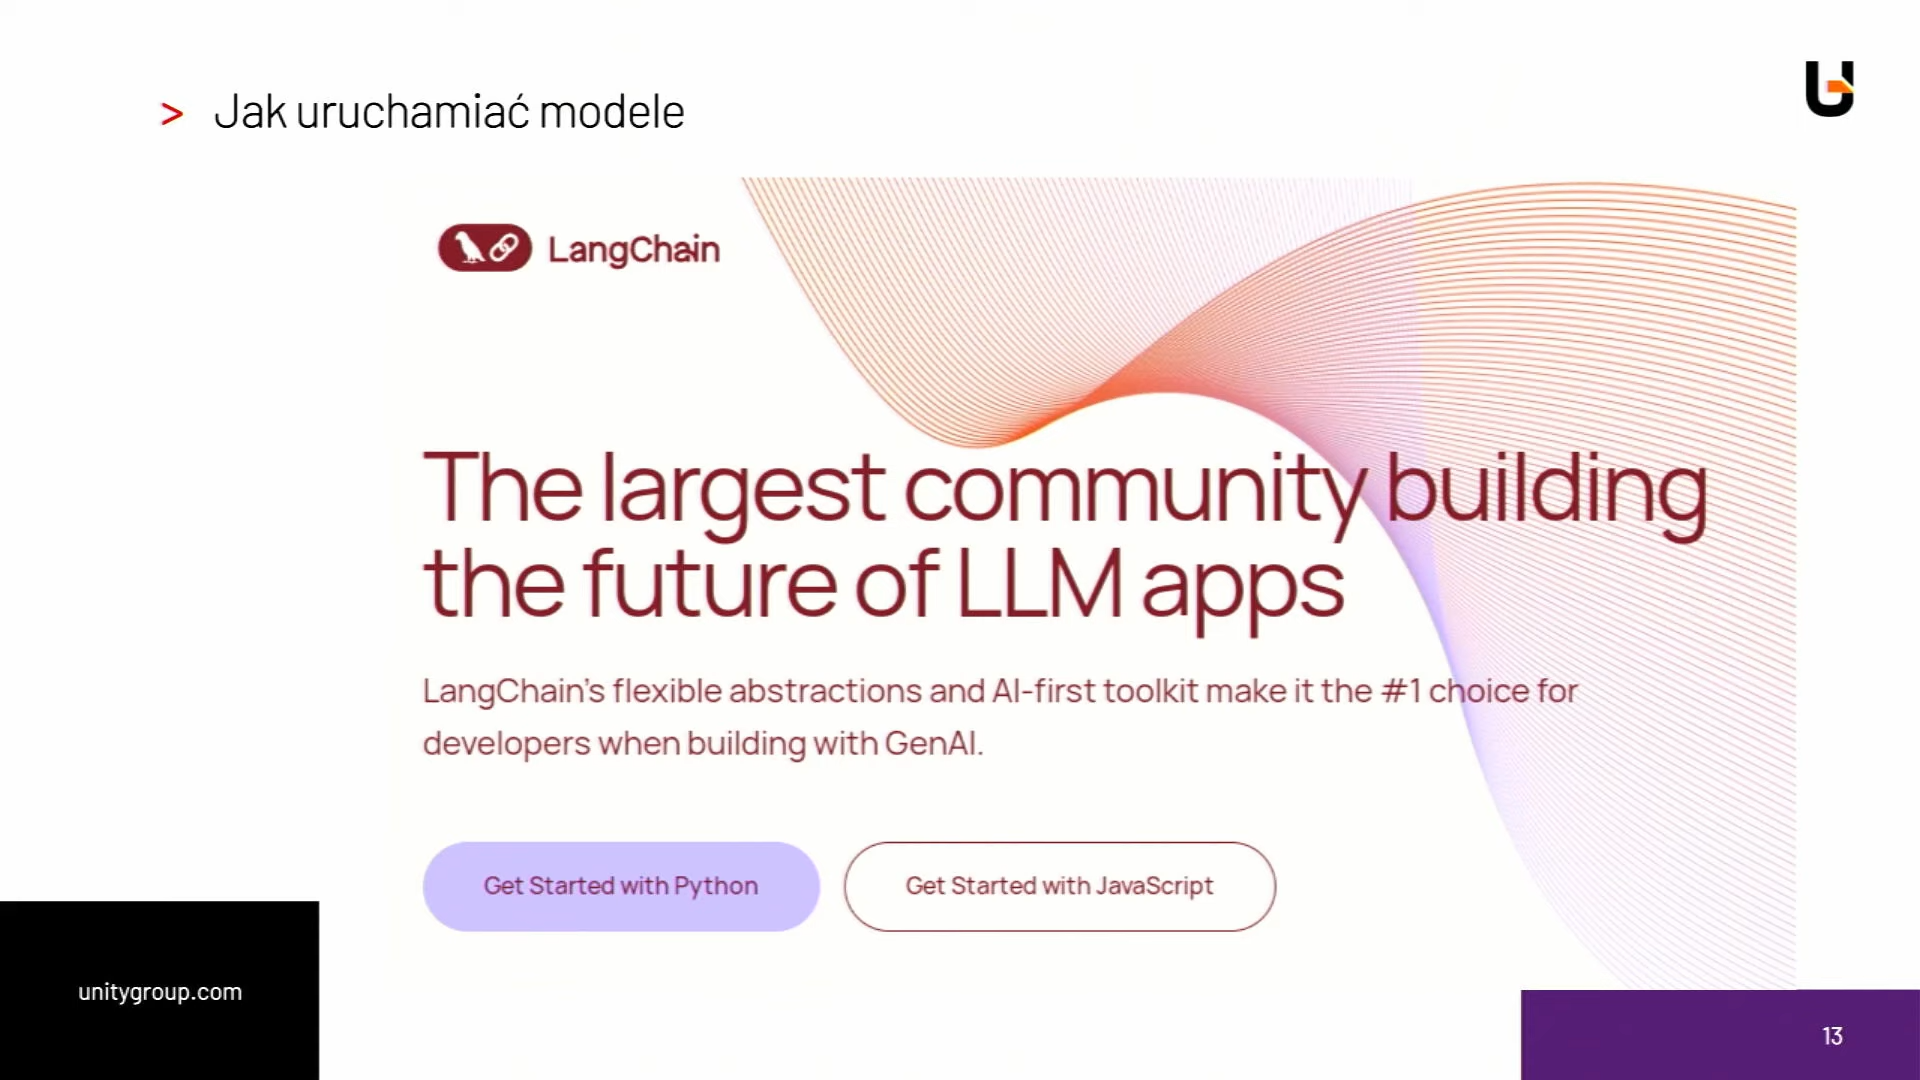 > Jak uruchamiać modele
LangChain
The largest community building
the future of LLM apps
LangChain's flexible abstractions and AI-first toolkit make it the #1 choice for
developers when building with GenAI.
Get Started with Python
Get Started with JavaScript
unitygroup.com
13